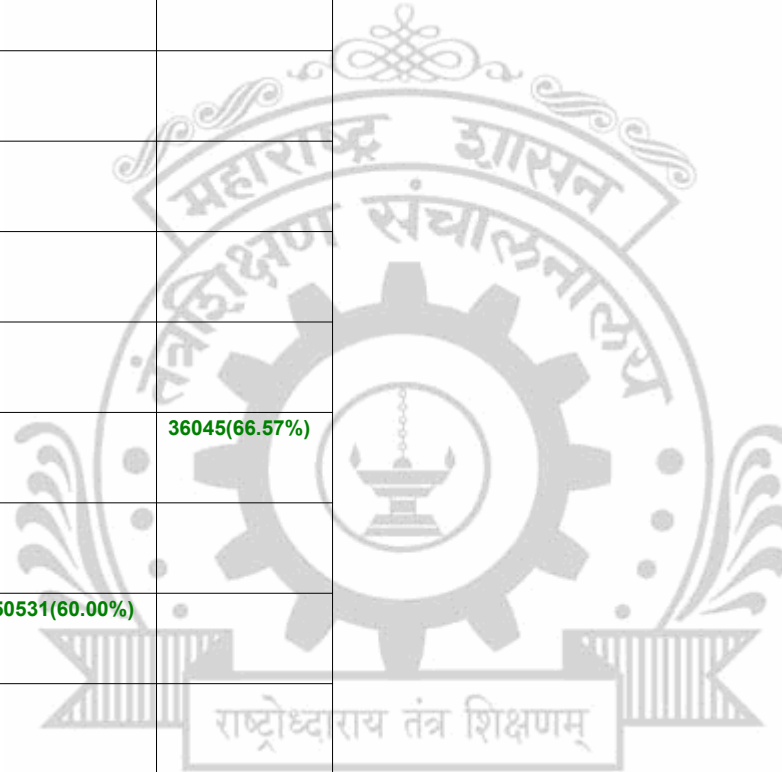 महाराष्ट्र शासन
तंत्रशिक्षण संचालनालय
36045(66.57%)
50531(60.00%)
राष्ट्रोध्दाराय तंत्र शिक्षणम्